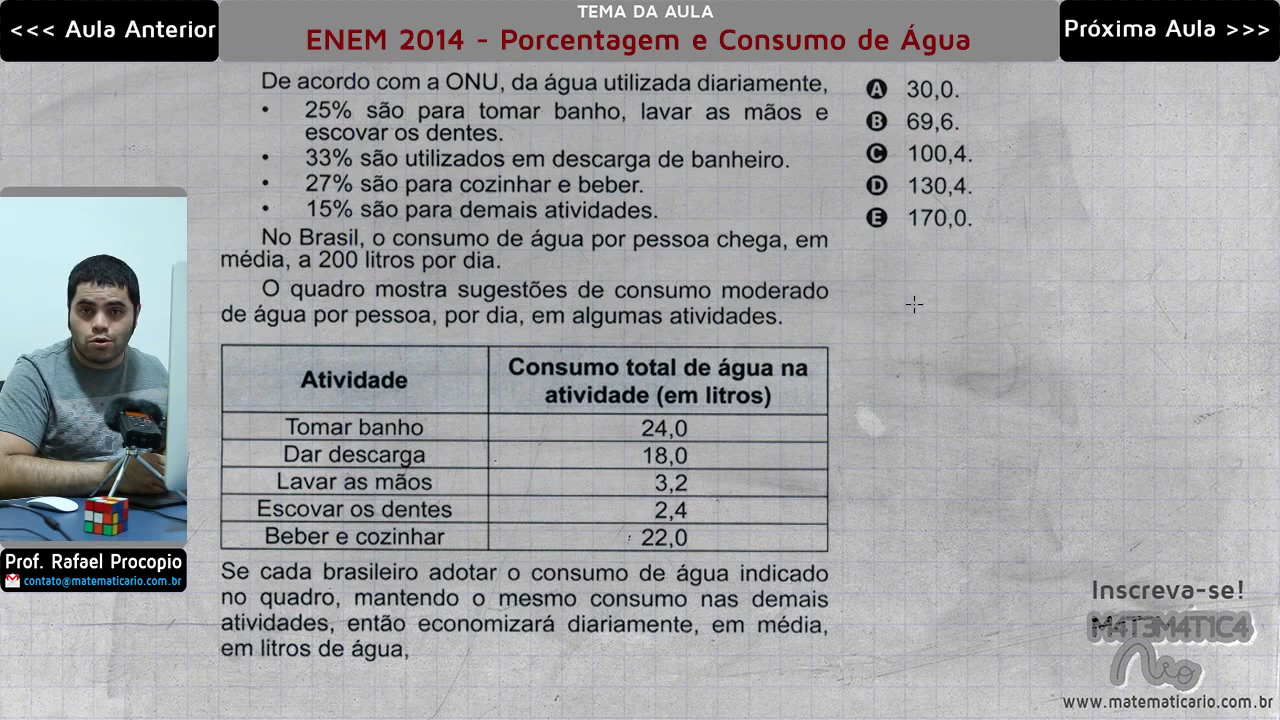 <<< Aula Anterior
TEMA DA AULA
ENEM 2014 - Porcentagem e Consumo de Água
Próxima Aula >>>
De acordo com a ONU, da água utilizada diariamente,
• 25% são para tomar banho, lavar as mãos e
escovar os dentes.
• 33% são utilizados em descarga de banheiro.
• 27% são para cozinhar e beber.
• 15% são para demais atividades.
No Brasil, o consumo de água por pessoa chega, em
média, a 200 litros por dia.
O quadro mostra sugestões de consumo moderado
de água por pessoa, por dia, em algumas atividades.
Atividade Consumo total de água na
atividade (em litros)
Tomar banho 24,0
Dar descarga 18,0
Lavar as mãos 3,2
Escovar os dentes 2,4
Beber e cozinhar 22,0
Se cada brasileiro adotar o consumo de água indicado
no quadro, mantendo o mesmo consumo nas demais
atividades, então economizará diariamente, em média,
em litros de água,
A 30,0.
B 69,6.
C 100,4.
D 130,4.
E 170,0.
Prof. Rafael Procopio
contato@matematicario.com.br
Inscreva-se!
M4T3M4T1C4
Rio
www.matematicario.com.br